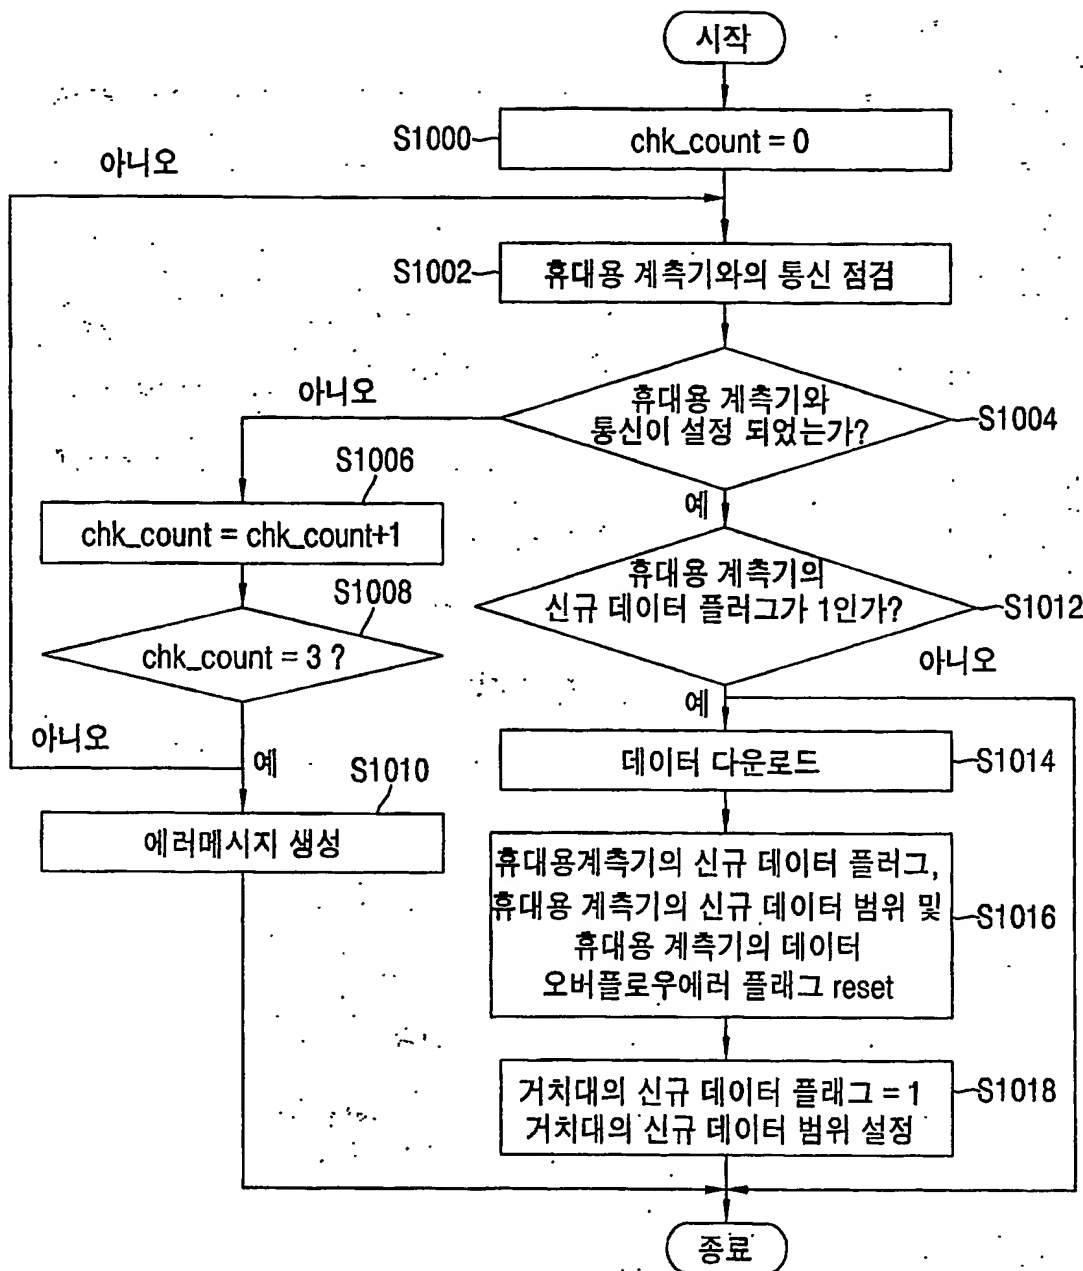 시작
S1000
chk_count = 0
아니오
S1002
휴대용 계측기와의 통신 점검
아니오
휴대용 계측기와
통신이 설정 되었는가?
S1004
S1006
예
chk_count = chk_count+1
휴대용 계측기의
신규 데이터 플러그가 1인가?
S1012
S1008
chk_count = 3 ?
아니오
예
아니오
예
S1010
데이터 다운로드
S1014
에러메시지 생성
휴대용계측기의 신규 데이터 플러그,
휴대용 계측기의 신규 데이터 범위 및
휴대용 계측기의 데이터
오버플로우에러 플래그 reset
S1016
거치대의 신규 데이터 플래그 = 1
거치대의 신규 데이터 범위 설정
S1018
종료